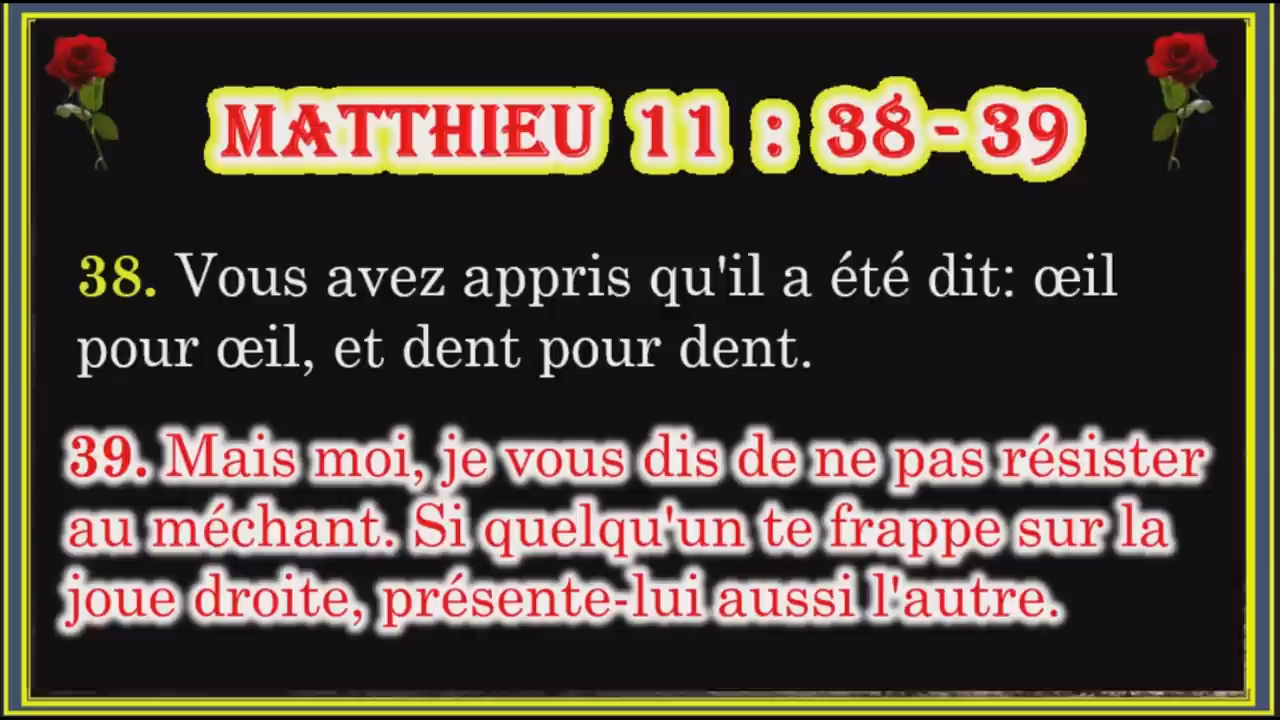 MATTHIEU 11 : 38 - 39
38. Vous avez appris qu'il a été dit: œil
pour œil, et dent pour dent.
39. Mais moi, je vous dis de ne pas résister
au méchant. Si quelqu'un te frappe sur la
joue droite, présente-lui aussi l'autre.